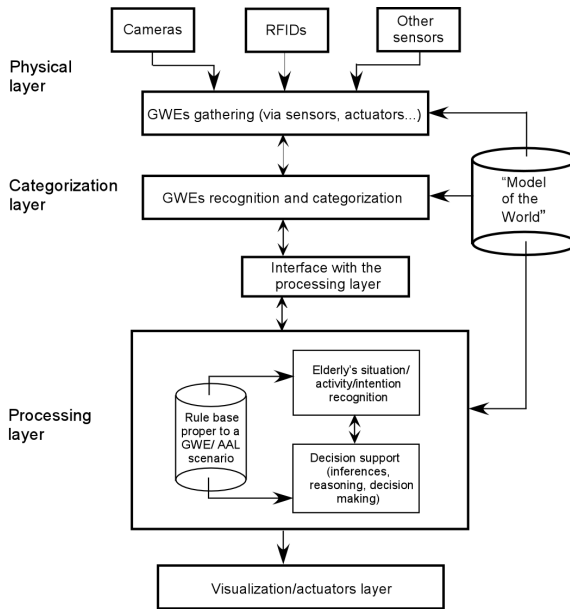 Cameras
RFIDs
Other
sensors
Physical
layer
GWEs gathering (via sensors, actuators...)
Categorization
layer
GWEs recognition and categorization
“Model
of the
World”
Interface with the
processing layer
Processing
layer
Rule base
proper to a
GWE/ AAL
scenario
Elderly’s situation/
activity/intention
recognition
Decision support
(inferences,
reasoning, decision
making)
Visualization/actuators layer